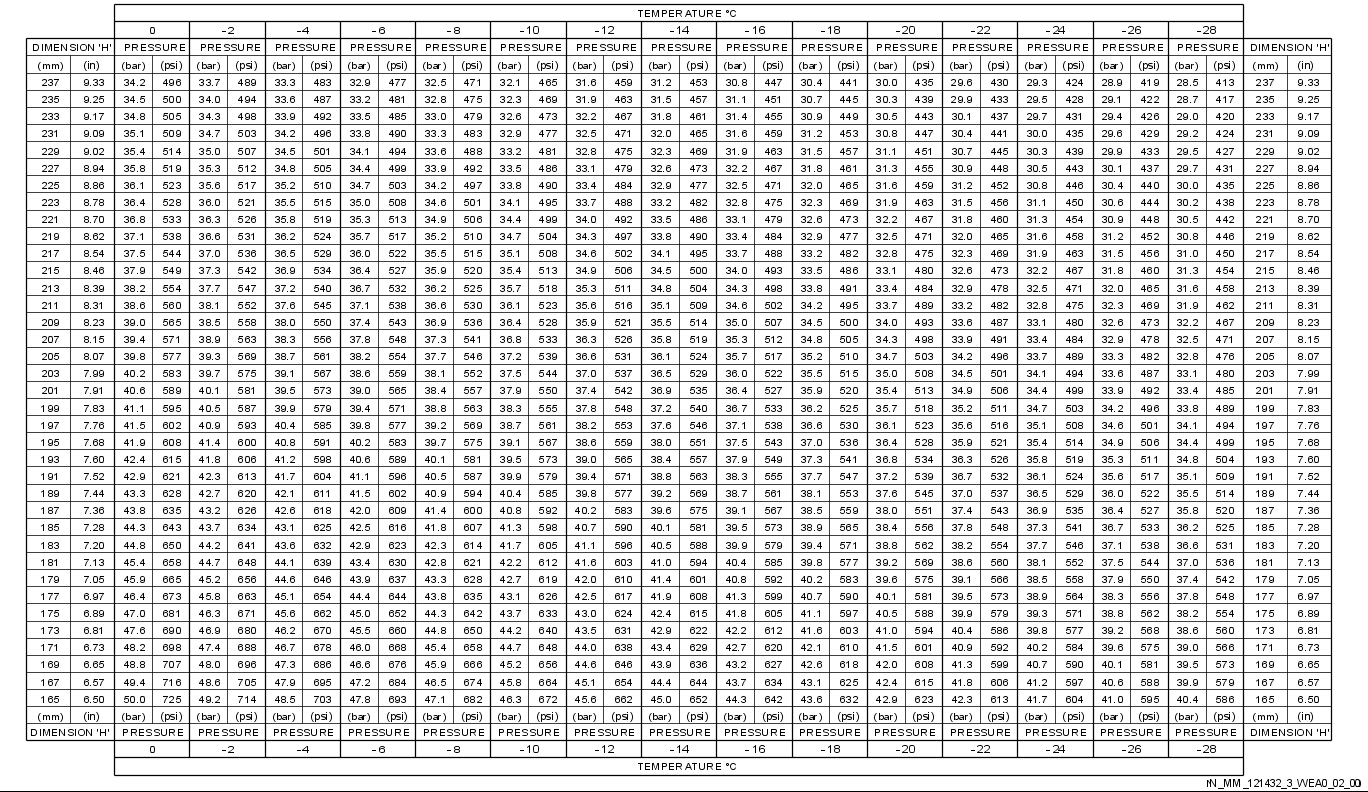 TEMPERATURE °C
0 -2 -4 -6 -8 -10 -12 -14 -16 -18 -20 -22 -24 -26 -28
DIMENSION 'H' PRESSURE PRESSURE PRESSURE PRESSURE PRESSURE PRESSURE PRESSURE PRESSURE PRESSURE PRESSURE PRESSURE PRESSURE PRESSURE PRESSURE PRESSURE DIMENSION 'H'
(mm) (in) (bar) (psi) (bar) (psi) (bar) (psi) (bar) (psi) (bar) (psi) (bar) (psi) (bar) (psi) (bar) (psi) (bar) (psi) (bar) (psi) (bar) (psi) (bar) (psi) (bar) (psi) (bar) (psi) (bar) (psi) (mm) (in)
237 9.33 34.2 496 33.7 489 33.3 483 32.9 477 32.5 471 32.1 465 31.6 459 31.2 453 30.8 447 30.4 441 30.0 435 29.6 430 29.3 424 28.9 419 28.5 413 237 9.33
235 9.25 34.5 500 34.0 494 33.6 487 33.2 481 32.8 475 32.3 469 31.9 463 31.5 457 31.1 451 30.7 445 30.3 439 29.9 433 29.5 428 29.1 422 28.7 417 235 9.25
233 9.17 34.8 505 34.3 498 33.9 492 33.5 485 33.0 479 32.6 473 32.2 467 31.8 461 31.4 455 30.9 449 30.5 443 30.1 437 29.7 431 29.4 426 29.0 420 233 9.17
231 9.09 35.1 509 34.7 503 34.2 496 33.8 490 33.3 483 32.9 477 32.5 471 32.0 465 31.6 459 31.2 453 30.8 447 30.4 441 30.0 435 29.6 429 29.2 424 231 9.09
229 9.02 35.4 514 35.0 507 34.5 501 34.1 494 33.6 488 33.2 481 32.8 475 32.3 469 31.9 463 31.5 457 31.1 451 30.7 445 30.3 439 29.9 433 29.5 427 229 9.02
227 8.94 35.8 519 35.3 512 34.8 505 34.4 499 33.9 492 33.5 486 33.1 479 32.6 473 32.2 467 31.8 461 31.3 455 30.9 448 30.5 443 30.1 437 29.7 431 227 8.94
225 8.86 36.1 523 35.6 517 35.2 510 34.7 503 34.2 497 33.8 490 33.4 484 32.9 477 32.5 471 32.0 465 31.6 459 31.2 452 30.8 446 30.4 440 30.0 435 225 8.86
223 8.78 36.4 528 36.0 521 35.5 515 35.0 508 34.6 501 34.1 495 33.7 488 33.2 482 32.8 475 32.3 469 31.9 463 31.5 456 31.1 450 30.6 444 30.2 438 223 8.78
221 8.70 36.8 533 36.3 526 35.8 519 35.3 513 34.9 506 34.4 499 34.0 492 33.5 486 33.1 479 32.6 473 32.2 467 31.8 460 31.3 454 30.9 448 30.5 442 221 8.70
219 8.62 37.1 538 36.6 531 36.2 524 35.7 517 35.2 510 34.7 504 34.3 497 33.8 490 33.4 484 32.9 477 32.5 471 32.0 465 31.6 458 31.2 452 30.8 446 219 8.62
217 8.54 37.5 544 37.0 536 36.5 529 36.0 522 35.5 515 35.1 508 34.6 502 34.1 495 33.7 488 33.2 482 32.8 475 32.3 469 31.9 463 31.5 456 31.0 450 217 8.54
215 8.46 37.9 549 37.3 542 36.9 534 36.4 527 35.9 520 35.4 513 34.9 506 34.5 500 34.0 493 33.5 486 33.1 480 32.6 473 32.2 467 31.8 460 31.3 454 215 8.46
213 8.39 38.2 554 37.7 547 37.2 540 36.7 532 36.2 525 35.7 518 35.3 511 34.8 504 34.3 498 33.8 491 33.4 484 32.9 478 32.5 471 32.0 465 31.6 458 213 8.39
211 8.31 38.6 560 38.1 552 37.6 545 37.1 538 36.6 530 36.1 523 35.6 516 35.1 509 34.6 502 34.2 495 33.7 489 33.2 482 32.8 475 32.3 469 31.9 462 211 8.31
209 8.23 39.0 565 38.5 558 38.0 550 37.4 543 36.9 536 36.4 528 35.9 521 35.5 514 35.0 507 34.5 500 34.0 493 33.6 487 33.1 480 32.6 473 32.2 467 209 8.23
207 8.15 39.4 571 38.9 563 38.3 556 37.8 548 37.3 541 36.8 533 36.3 526 35.8 519 35.3 512 34.8 505 34.3 498 33.9 491 33.4 484 32.9 478 32.5 471 207 8.15
205 8.07 39.8 577 39.3 569 38.7 561 38.2 554 37.7 546 37.2 539 36.6 531 36.1 524 35.7 517 35.2 510 34.7 503 34.2 496 33.7 489 33.3 482 32.8 476 205 8.07
203 7.99 40.2 583 39.7 575 39.1 567 38.6 559 38.1 552 37.5 544 37.0 537 36.5 529 36.0 522 35.5 515 35.0 508 34.5 501 34.1 494 33.6 487 33.1 480 203 7.99
201 7.91 40.6 589 40.1 581 39.5 573 39.0 565 38.4 557 37.9 550 37.4 542 36.9 535 36.4 527 35.9 520 35.4 513 34.9 506 34.4 499 33.9 492 33.4 485 201 7.91
199 7.83 41.1 595 40.5 587 39.9 579 39.4 571 38.8 563 38.3 555 37.8 548 37.2 540 36.7 533 36.2 525 35.7 518 35.2 511 34.7 503 34.2 496 33.8 489 199 7.83
197 7.76 41.5 602 40.9 593 40.4 585 39.8 577 39.2 569 38.7 561 38.2 553 37.6 546 37.1 538 36.6 530 36.1 523 35.6 516 35.1 508 34.6 501 34.1 494 197 7.76
195 7.68 41.9 608 41.4 600 40.8 591 40.2 583 39.7 575 39.1 567 38.6 559 38.0 551 37.5 543 37.0 536 36.4 528 35.9 521 35.4 514 34.9 506 34.4 499 195 7.68
193 7.60 42.4 615 41.8 606 41.2 598 40.6 589 40.1 581 39.5 573 39.0 565 38.4 557 37.9 549 37.3 541 36.8 534 36.3 526 35.8 519 35.3 511 34.8 504 193 7.60
191 7.52 42.9 621 42.3 613 41.7 604 41.1 596 40.5 587 39.9 579 39.4 571 38.8 563 38.3 555 37.7 547 37.2 539 36.7 532 36.1 524 35.6 517 35.1 509 191 7.52
189 7.44 43.3 628 42.7 620 42.1 611 41.5 602 40.9 594 40.4 585 39.8 577 39.2 569 38.7 561 38.1 553 37.6 545 37.0 537 36.5 529 36.0 522 35.5 514 189 7.44
187 7.36 43.8 635 43.2 626 42.6 618 42.0 609 41.4 600 40.8 592 40.2 583 39.6 575 39.1 567 38.5 559 38.0 551 37.4 543 36.9 535 36.4 527 35.8 520 187 7.36
185 7.28 44.3 643 43.7 634 43.1 625 42.5 616 41.8 607 41.3 598 40.7 590 40.1 581 39.5 573 38.9 565 38.4 556 37.8 548 37.3 541 36.7 533 36.2 525 185 7.28
183 7.20 44.8 650 44.2 641 43.6 632 42.9 623 42.3 614 41.7 605 41.1 596 40.5 588 39.9 579 39.4 571 38.8 562 38.2 554 37.7 546 37.1 538 36.6 531 183 7.20
181 7.13 45.4 658 44.7 648 44.1 639 43.4 630 42.8 621 42.2 612 41.6 603 41.0 594 40.4 585 39.8 577 39.2 569 38.6 560 38.1 552 37.5 544 37.0 536 181 7.13
179 7.05 45.9 665 45.2 656 44.6 646 43.9 637 43.3 628 42.7 619 42.0 610 41.4 601 40.8 592 40.2 583 39.6 575 39.1 566 38.5 558 37.9 550 37.4 542 179 7.05
177 6.97 46.4 673 45.8 663 45.1 654 44.4 644 43.8 635 43.1 626 42.5 617 41.9 608 41.3 599 40.7 590 40.1 581 39.5 573 38.9 564 38.3 556 37.8 548 177 6.97
175 6.89 47.0 681 46.3 671 45.6 662 45.0 652 44.3 642 43.7 633 43.0 624 42.4 615 41.8 605 41.1 597 40.5 588 39.9 579 39.3 571 38.8 562 38.2 554 175 6.89
173 6.81 47.6 690 46.9 680 46.2 670 45.5 660 44.8 650 44.2 640 43.5 631 42.9 622 42.2 612 41.6 603 41.0 594 40.4 586 39.8 577 39.2 568 38.6 560 173 6.81
171 6.73 48.2 698 47.4 688 46.7 678 46.0 668 45.4 658 44.7 648 44.0 638 43.4 629 42.7 620 42.1 610 41.5 601 40.9 592 40.2 584 39.6 575 39.0 566 171 6.73
169 6.65 48.8 707 48.0 696 47.3 686 46.6 676 45.9 666 45.2 656 44.6 646 43.9 636 43.2 627 42.6 618 42.0 608 41.3 599 40.7 590 40.1 581 39.5 573 169 6.65
167 6.57 49.4 716 48.6 705 47.9 695 47.2 684 46.5 674 45.8 664 45.1 654 44.4 644 43.7 634 43.1 625 42.4 615 41.8 606 41.2 597 40.6 588 39.9 579 167 6.57
165 6.50 50.0 725 49.2 714 48.5 703 47.8 693 47.1 682 46.3 672 45.6 662 45.0 652 44.3 642 43.6 632 42.9 623 42.3 613 41.7 604 41.0 595 40.4 586 165 6.50
(mm) (in) (bar) (psi) (bar) (psi) (bar) (psi) (bar) (psi) (bar) (psi) (bar) (psi) (bar) (psi) (bar) (psi) (bar) (psi) (bar) (psi) (bar) (psi) (bar) (psi) (bar) (psi) (bar) (psi) (bar) (psi) (mm) (in)
DIMENSION 'H' PRESSURE PRESSURE PRESSURE PRESSURE PRESSURE PRESSURE PRESSURE PRESSURE PRESSURE PRESSURE PRESSURE PRESSURE PRESSURE PRESSURE PRESSURE DIMENSION 'H'
0 -2 -4 -6 -8 -10 -12 -14 -16 -18 -20 -22 -24 -26 -28
TEMPERATURE °C
N_MM_121432_3_WEA0_02_00